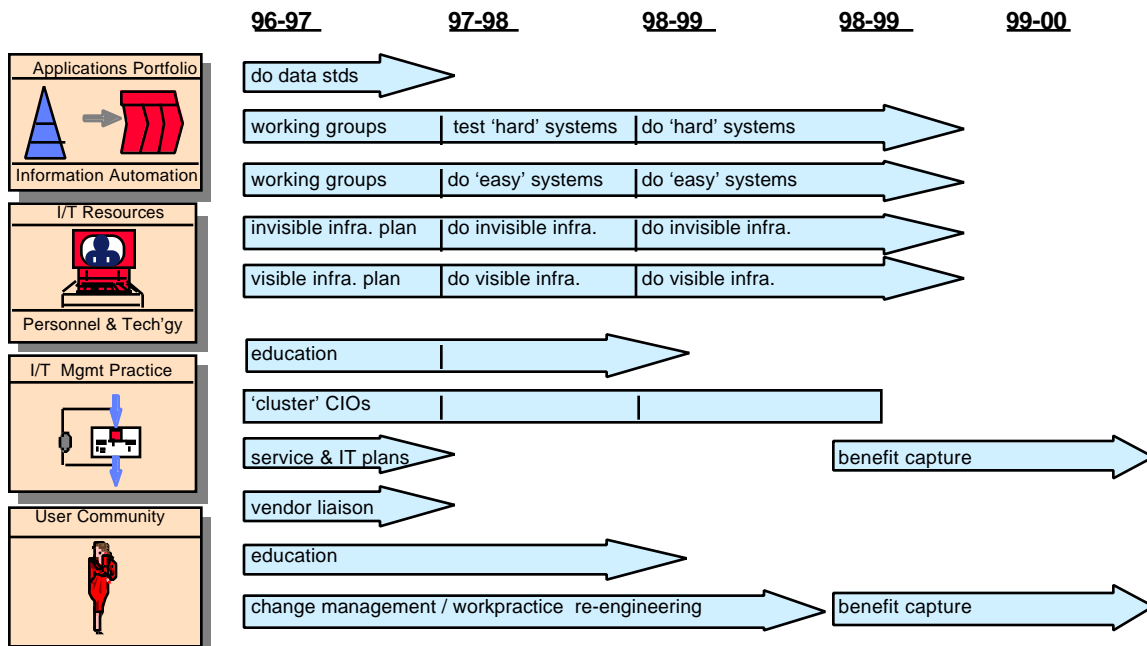 96-97 97-98 98-99 98-99 99-00
Applications Portfolio
do data stds
working groups test ‘hard’ systems do ‘hard’ systems
Information Automation
working groups do ‘easy’ systems do ‘easy’ systems
I/T Resources
invisible infra. plan do invisible infra. do invisible infra.
visible infra. plan do visible infra. do visible infra.
Personnel & Tech'gy
education
I/T Mgmt Practice
‘cluster’ CIOs
service & IT plans benefit capture
vendor liaison
User Community
education
change management / workpractice re-engineering benefit capture